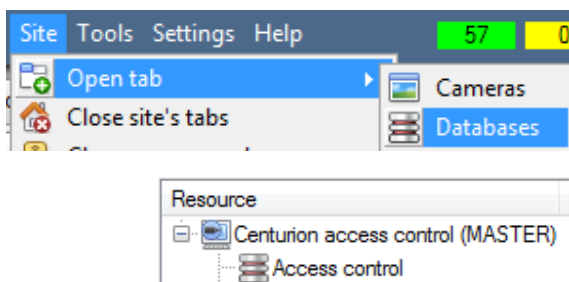 Site Tools Settings Help 57 0
Open tab Cameras
Close site's tabs Databases
Resource
Centurion access control (MASTER)
Access control